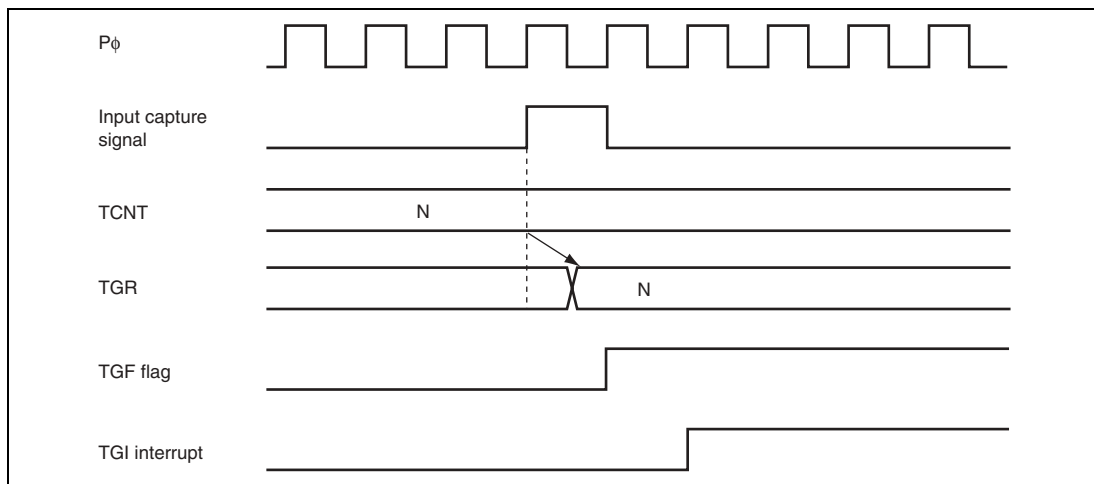 Pϕ
Input capture
signal
TCNT
N
TGR
N
TGF flag
TGI interrupt